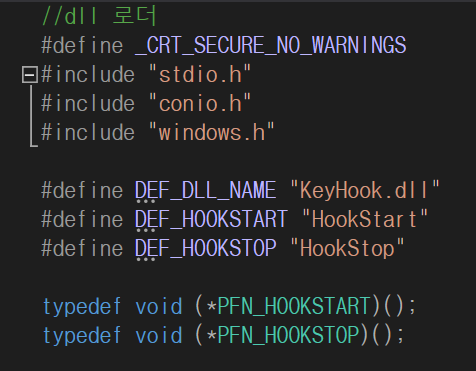 //dll 로더
#define _CRT_SECURE_NO_WARNINGS
#include "stdio.h"
#include "conio.h"
#include "windows.h"
#define DEF_DLL_NAME "KeyHook.dll"
#define DEF_HOOKSTART "HookStart"
#define DEF_HOOKSTOP "HookStop"
typedef void (*PFN_HOOKSTART)();
typedef void (*PFN_HOOKSTOP)();